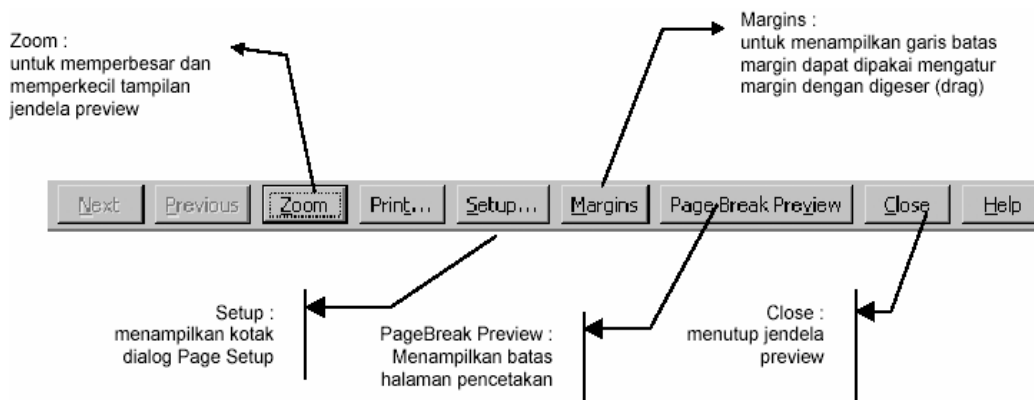 Zoom :
untuk memperbesar dan
memperkecil tampilan
jendela preview
Margins :
untuk menampilkan garis batas
margin dapat dipakai mengatur
margin dengan digeser (drag)
Next Previous Zoom Print... Setup... Margins Page Break Preview Close Help
Setup :
menampilkan kotak
dialog Page Setup
PageBreak Preview :
Menampilkan batas
halaman pencetakan
Close :
menutup jendela
preview